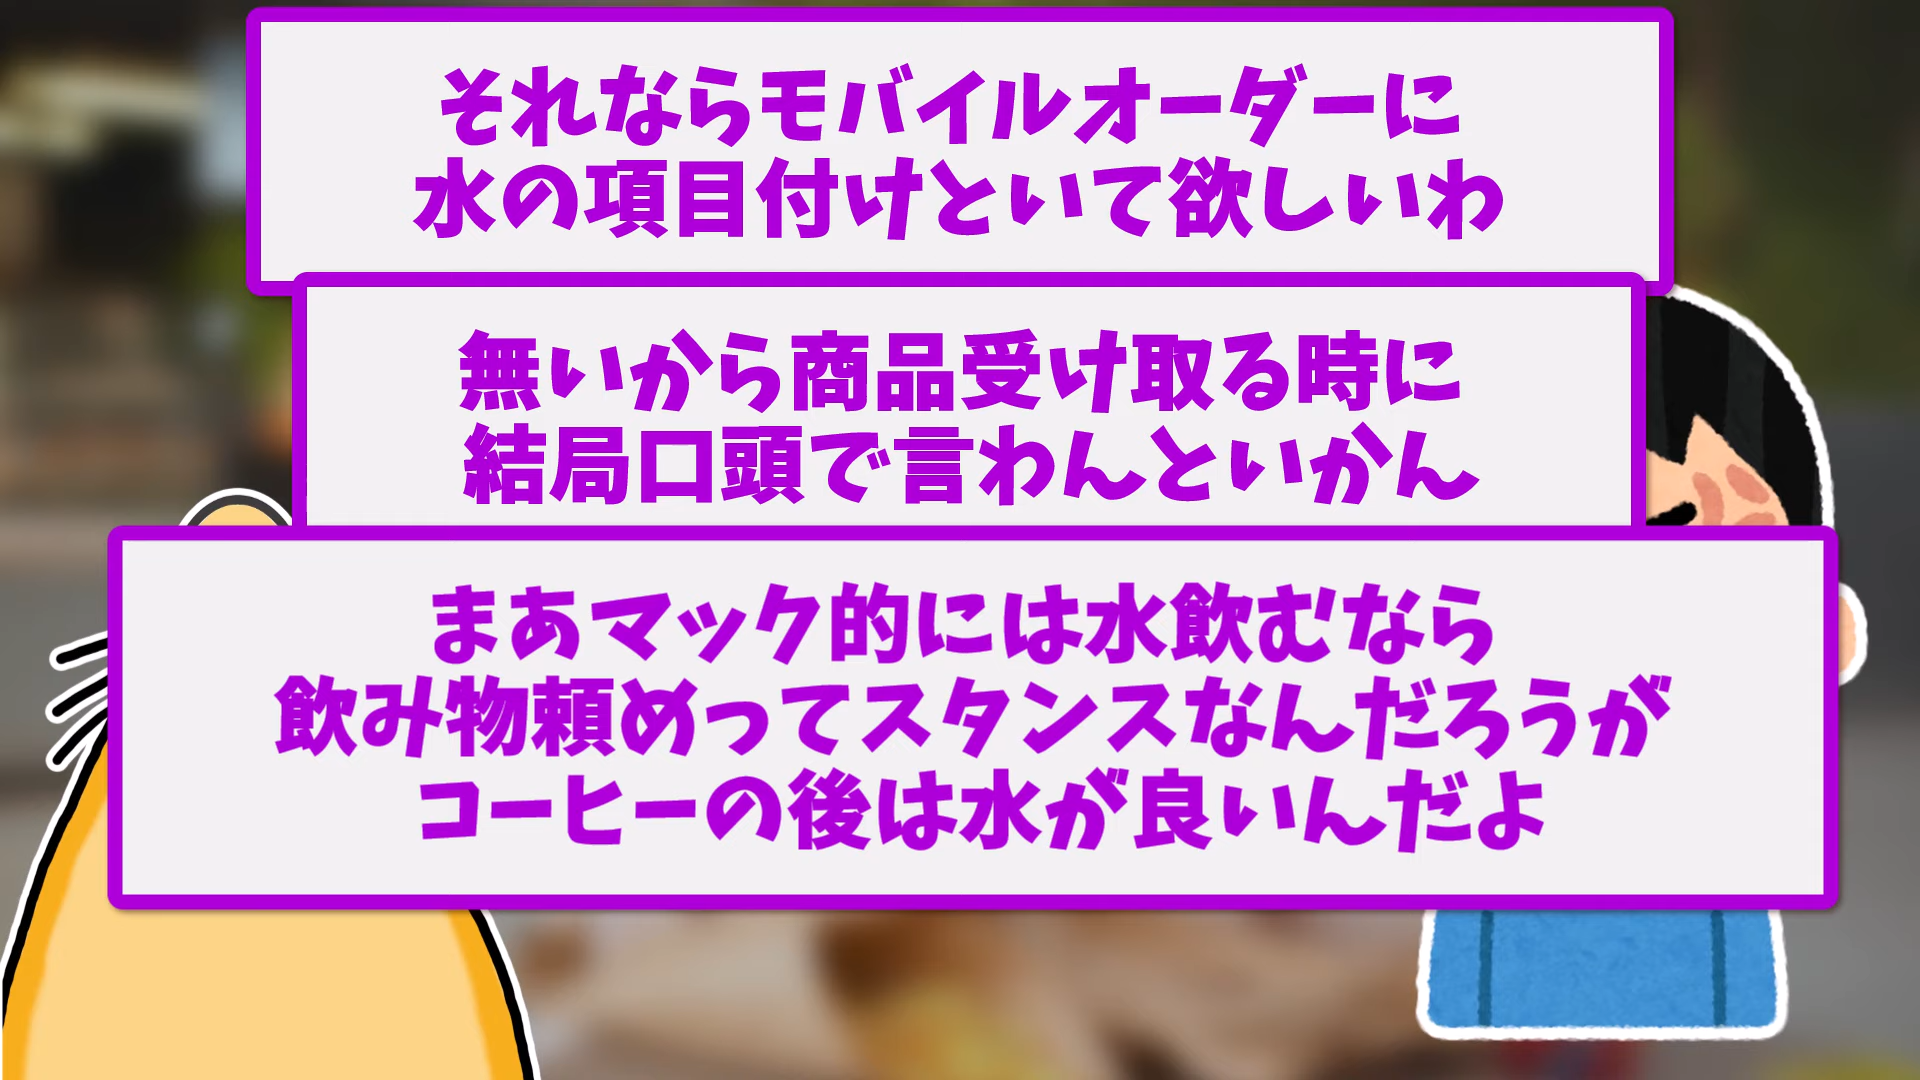 それならモバイルオーダーに
水の項目付けといて欲しいわ
無いから商品受け取る時に
結局口頭で言わんといかん
まあマック的には水飲むなら
飲み物頼めってスタンスなんだろうが
コーヒーの後は水が良いんだよ